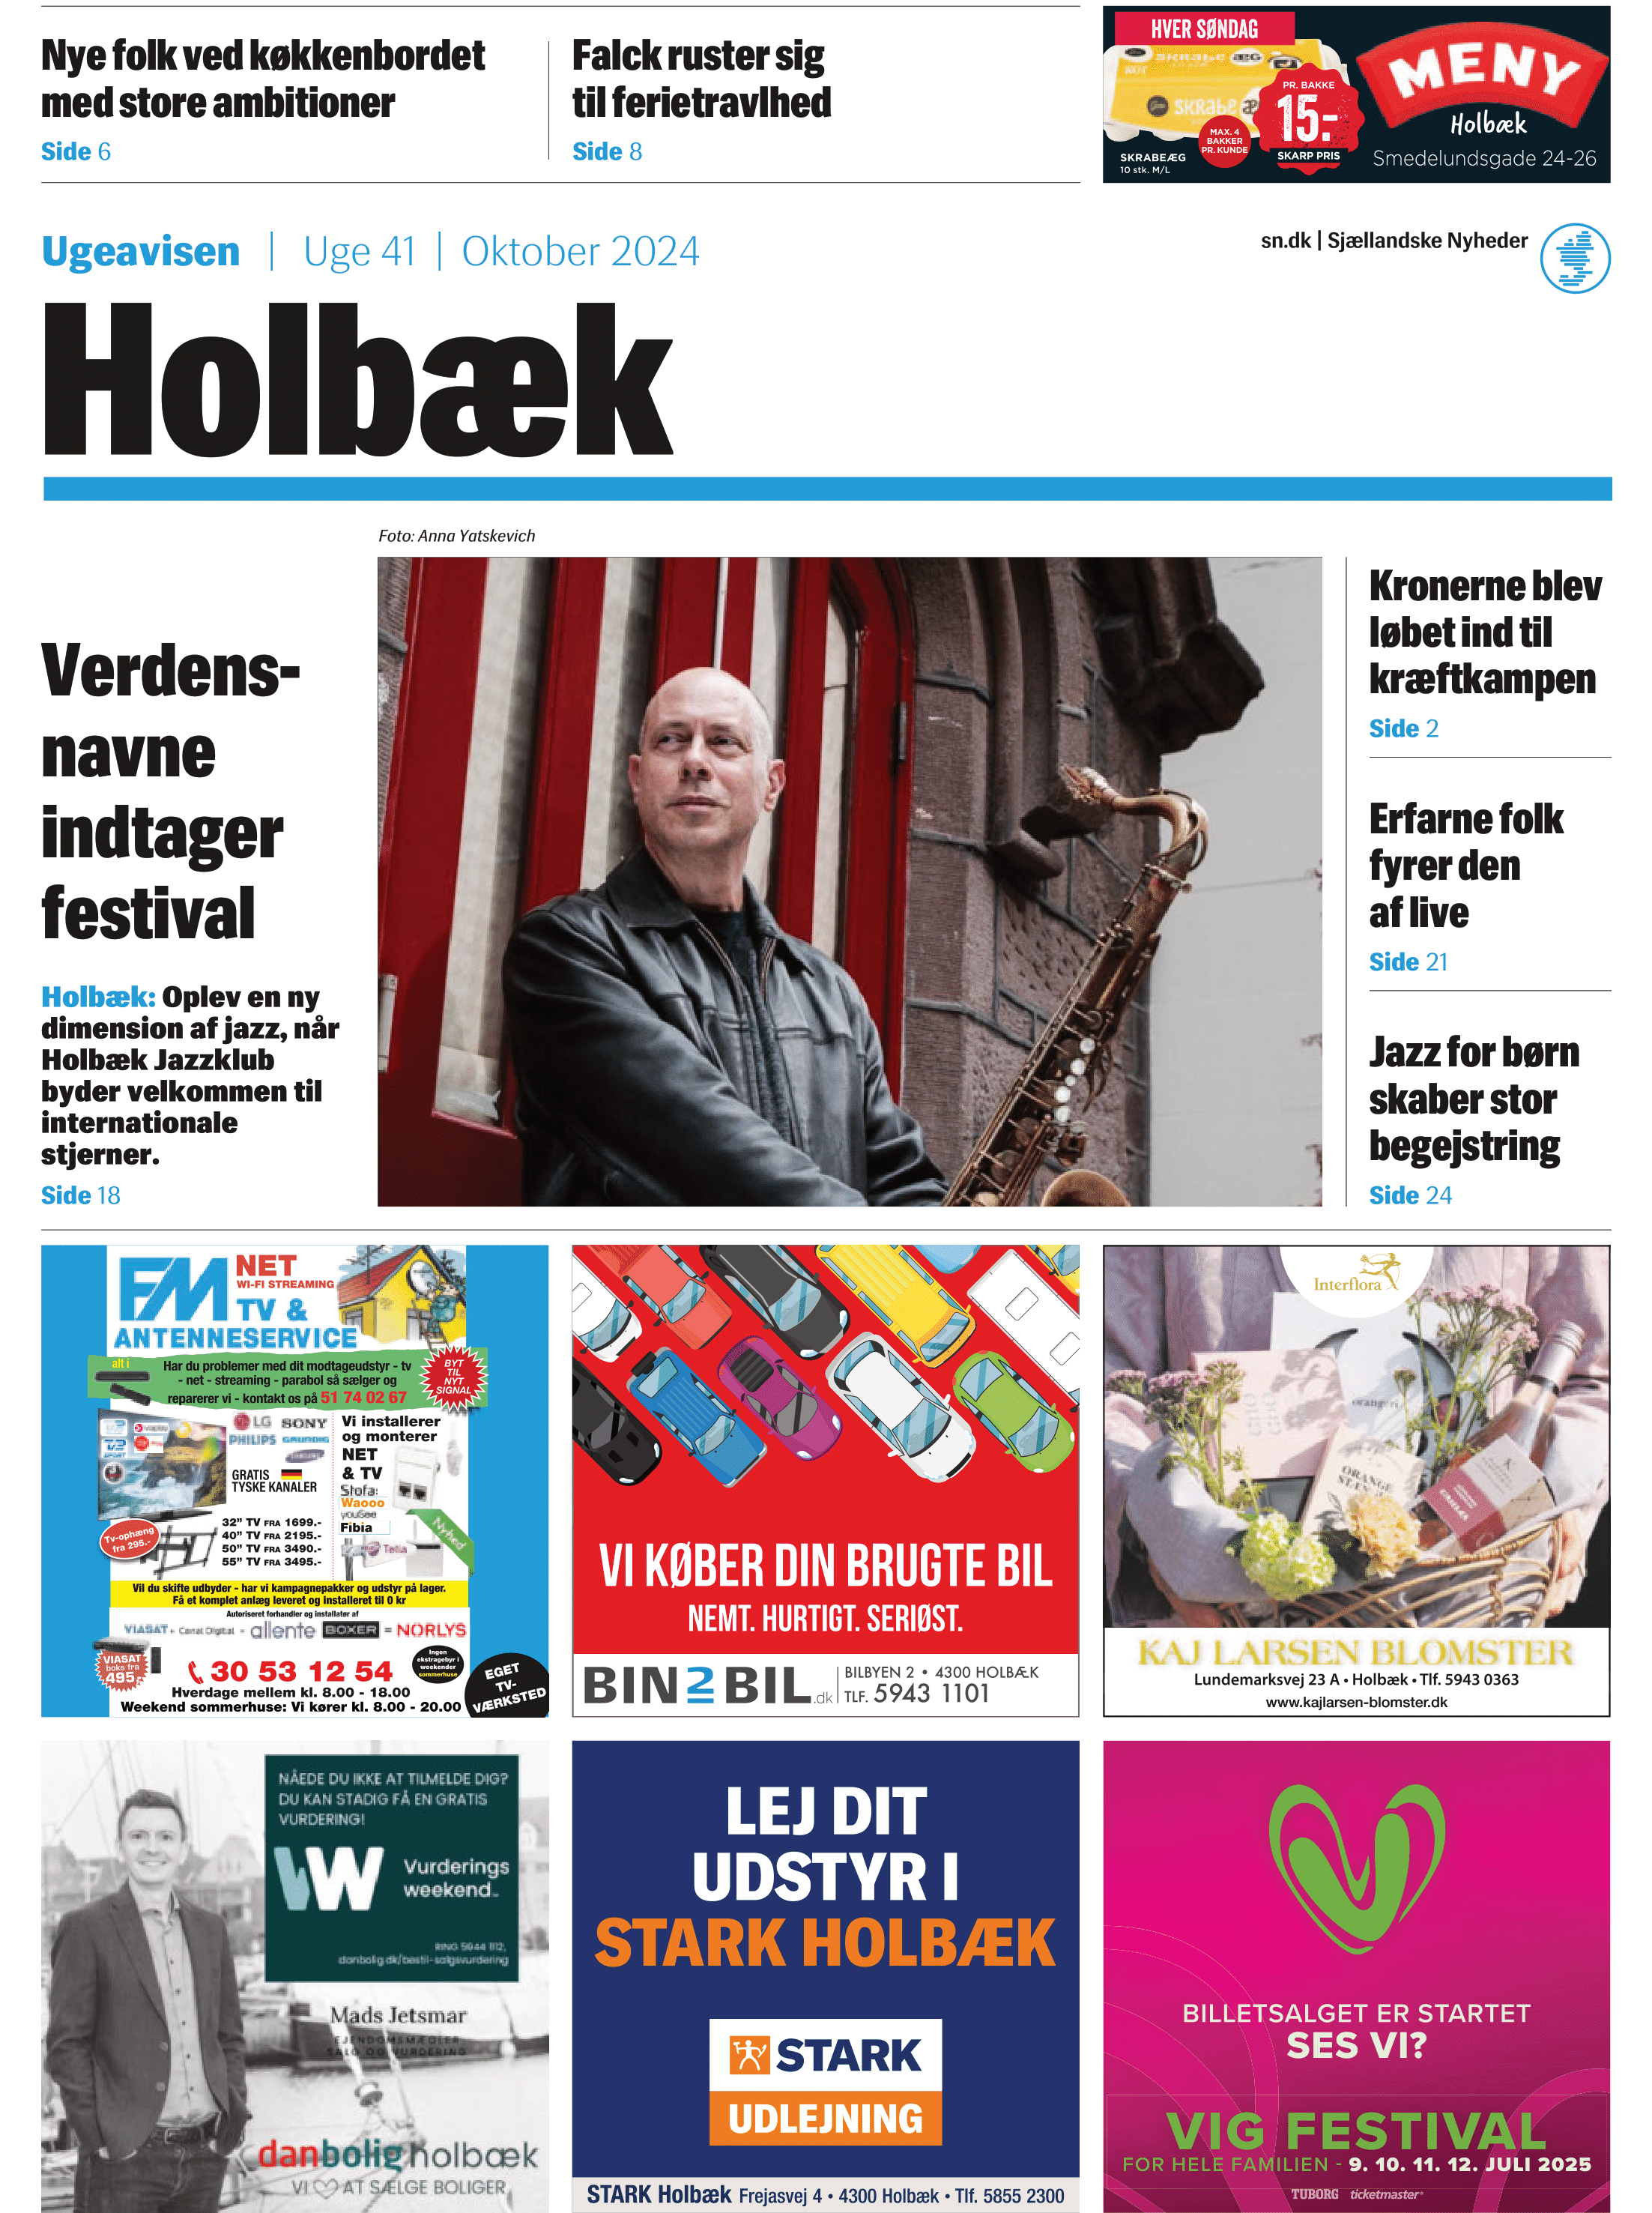 Nye folk ved køkkenbordet
med store ambitioner
Side 6
Falck ruster sig
til ferietravlhed
Side 8
HVER SØNDAG
PR. BAKKE
15.-
SKARP PRIS
MAX. 4
BAKKER
PR. KUNDE
SKRABEÆG
10 stk. M/L
MENY
Holbæk
Smedelundsgade 24-26
Ugeavisen | Uge 41 | Oktober 2024
sn.dk | Sjællandske Nyheder
Holbæk
Foto: Anna Yatskevich
Verdens-
navne
indtager
festival
Holbæk: Oplev en ny
dimension af jazz, når
Holbæk Jazzklub
byder velkommen til
internationale
stjerner.
Side 18
Kronerne blev
løbet ind til
kræftkampen
Side 2
Erfarne folk
fyrer den
af live
Side 21
Jazz for børn
skaber stor
begejstring
Side 24
FM NET
WI-FI STREAMING
TV &
ANTENNESERVICE
alt i
Har du problemer med dit modtageudstyr - tv
- net - streaming - parabol så sælger og
reparerer vi - kontakt os på 51 74 02 67
BYT
TIL
NYT
SIGNAL
LG SONY
PHILIPS GRUNDIG
SAMSUNG
GRATIS
TYSKE KANALER
Vi installerer
og monterer
NET
& TV
Stofa:
Waooo
youSee
Fibia
Telia
Nyhed
Tv-ophæng
fra 295.-
32” TV FRA 1699.-
40” TV FRA 2195.-
50” TV FRA 3490.-
55” TV FRA 3495.-
Vil du skifte udbyder - har vi kampagnepakker og udstyr på lager.
Få et komplet anlæg leveret og installeret til 0 kr
Autoriseret forhandler og installatør af
VIASAT + Canal Digital = allente BOXER = NORLYS
VIASAT
boks fra
495.-
30 53 12 54
Ingen
ekstragebyr i
weekender
sommerhuse
Hverdage mellem kl. 8.00 - 18.00
Weekend sommerhuse: Vi kører kl. 8.00 - 20.00
EGET
TV-
VÆRKSTED
VI KØBER DIN BRUGTE BIL
NEMT. HURTIGT. SERIØST.
BIN2BIL.dk
BILBYEN 2 • 4300 HOLBÆK
TLF. 5943 1101
Interflora
orangeri
ORANGE
KAJ LARSEN BLOMSTER
Lundemarksvej 23 A • Holbæk • Tlf. 5943 0363
www.kajlarsen-blomster.dk
NÅEDE DU IKKE AT TILMELDE DIG?
DU KAN STADIG FÅ EN GRATIS
VURDERING!
W Vurderings
weekend
RING 5944 1112,
danbolig.dk/bestil-salgsvurdering
Mads Jetsmar
EJENDOMSMÆGLER
SALG OG VURDERING
danbolig holbæk
VI AT SÆLGE BOLIGER
LEJ DIT
UDSTYR I
STARK HOLBÆK
STARK
UDLEJNING
STARK Holbæk Frejasvej 4 • 4300 Holbæk • Tlf. 5855 2300
BILLETSALGET ER STARTET
SES VI?
VIG FESTIVAL
FOR HELE FAMILIEN - 9. 10. 11. 12. JULI 2025
TUBORG ticketmaster